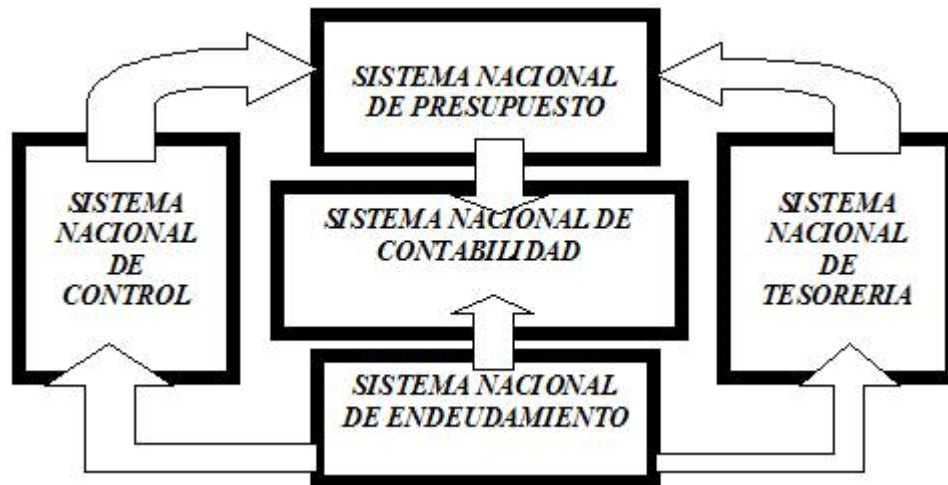 SISTEMA NACIONAL
DE PRESUPUESTO
SISTEMA
NACIONAL
DE
CONTROL
SISTEMA NACIONAL DE
CONTABILIDAD
SISTEMA
NACIONAL
DE
TESORERIA
SISTEMA NACIONAL
DE ENDEUDAMIENTO